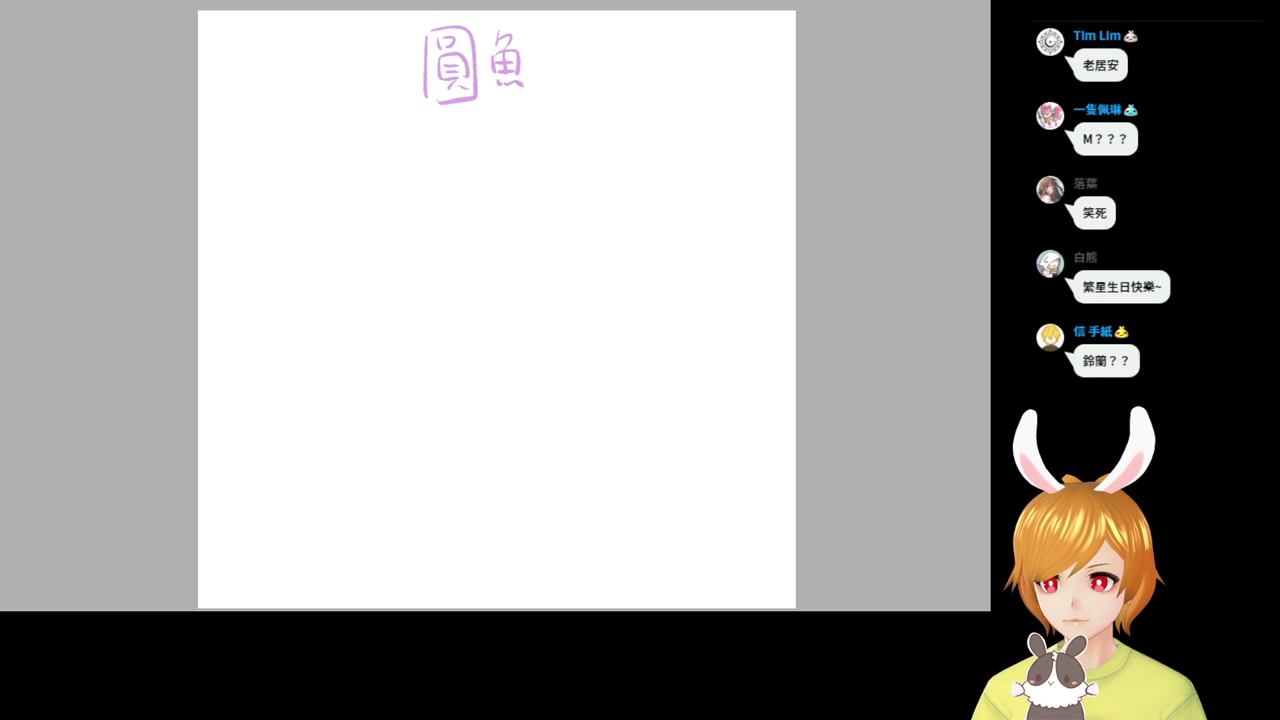 圓魚
Tim Lim
老居安
一隻佩琳
M？？？
落葉
笑死
白熊
繁星生日快樂~
信 手紙
鈴蘭？？